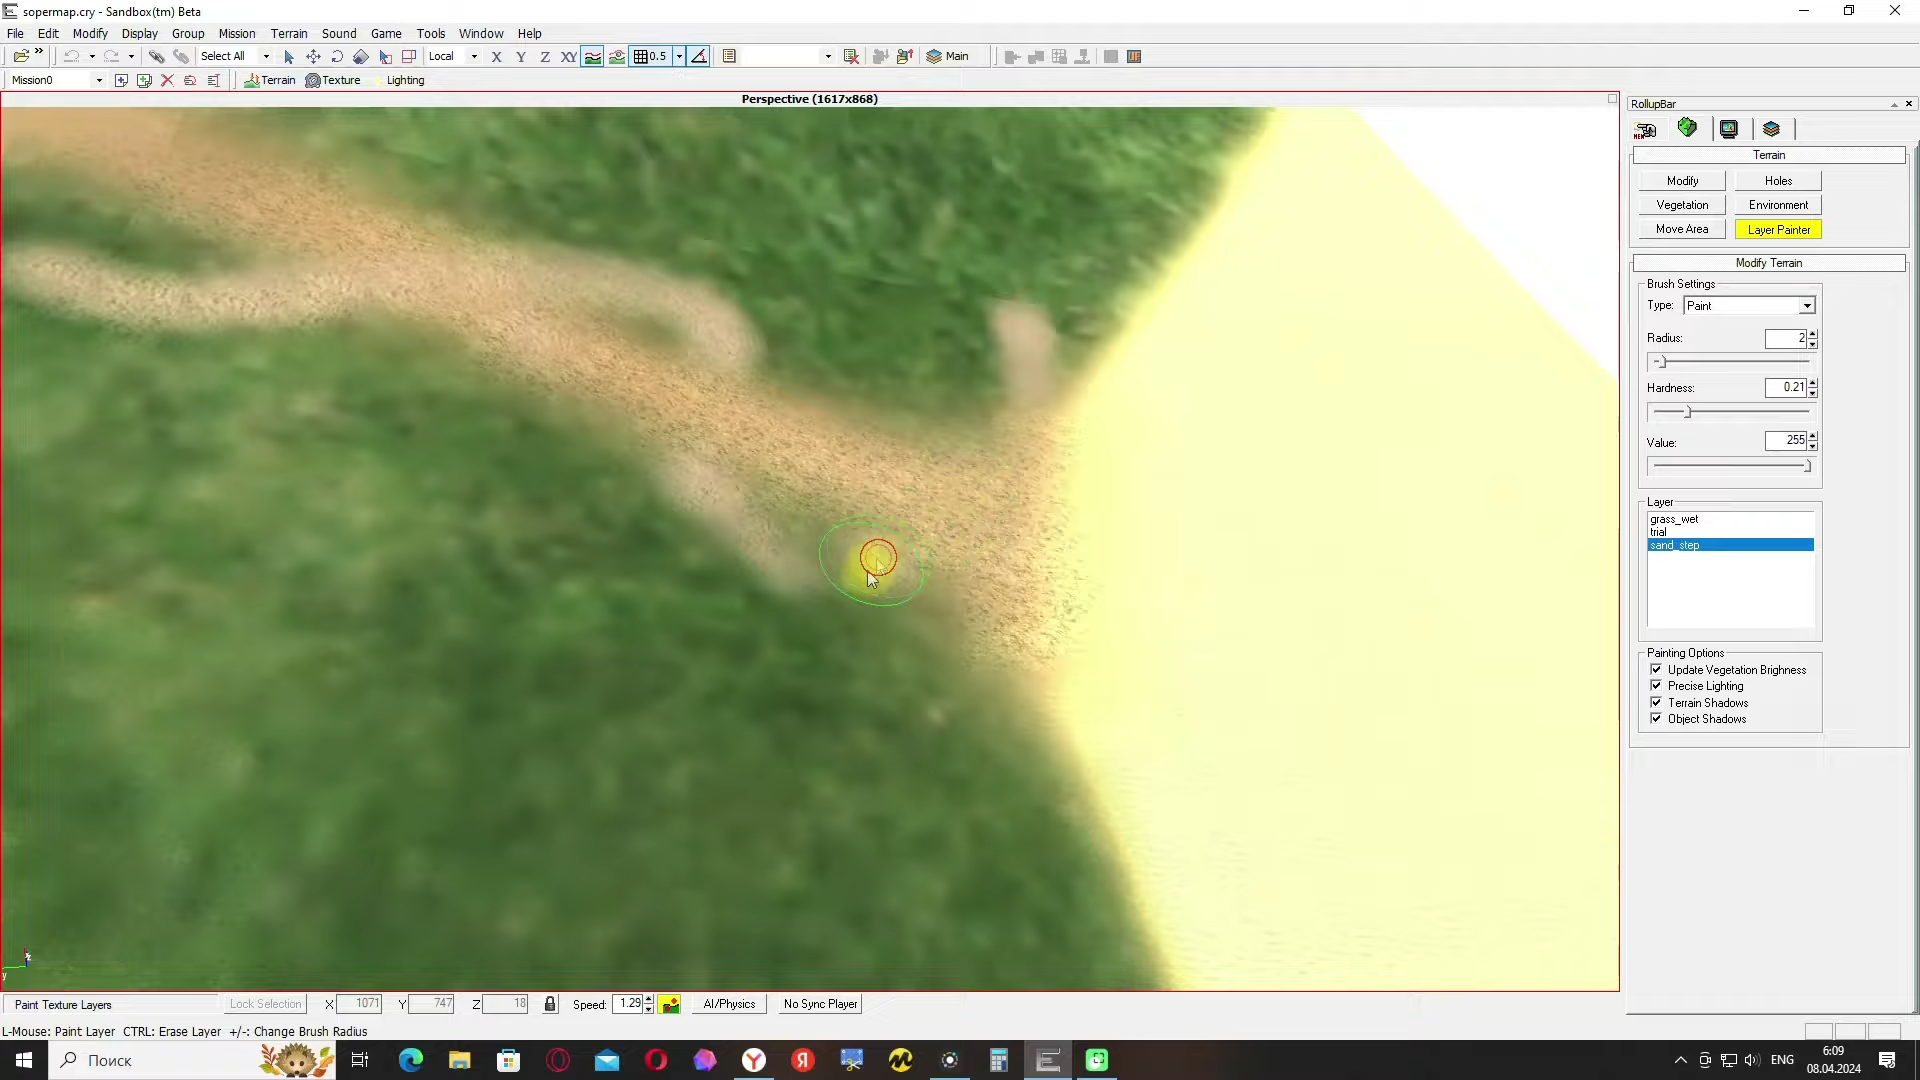 sopermap.cry - Sandbox(tm) Beta
File Edit Modify Display Group Mission Terrain Sound Game Tools Window Help
Select All Local X Y Z XY 0.5 Main
Mission0 Terrain Texture Lighting
Perspective (1617x868)
RollupBar
NEW
Terrain
Modify Holes
Vegetation Environment
Move Area Layer Painter
Modify Terrain
Brush Settings
Type: Paint
Radius: 2
Hardness: 0.21
Value: 255
Layer
grass_wet
trial
sand_step
Painting Options
Update Vegetation Brighness
Precise Lighting
Terrain Shadows
Object Shadows
z
y
Paint Texture Layers Lock Selection X 1071 Y 747 Z 18 Speed: 1.29 AI/Physics No Sync Player
L-Mouse: Paint Layer CTRL: Erase Layer +/-: Change Brush Radius
Поиск
Y Я
ENG
6:09
08.04.2024